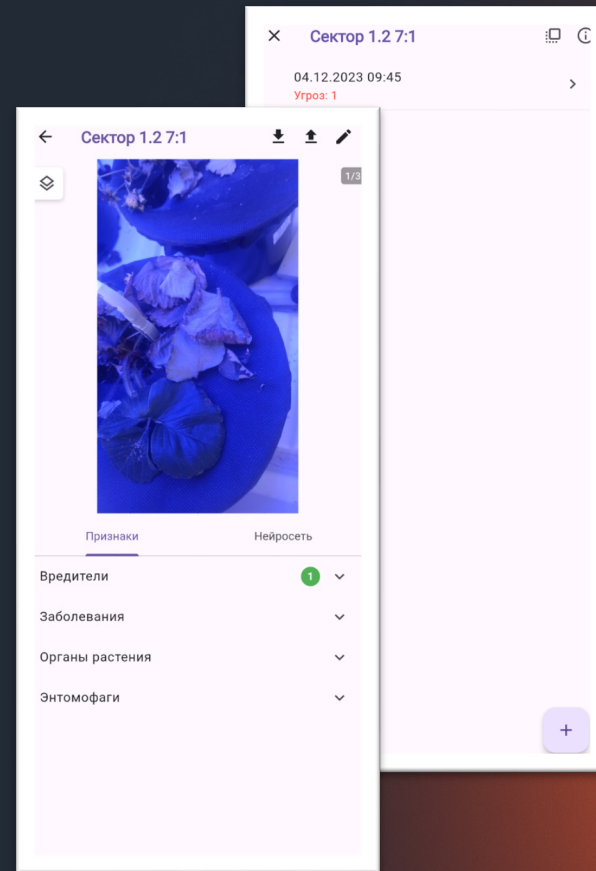 Сектор 1.2 7:1
04.12.2023 09:45
Угроз: 1
Сектор 1.2 7:1
1/3
Признаки
Нейросеть
Вредители
1
Заболевания
Органы растения
Энтомофаги